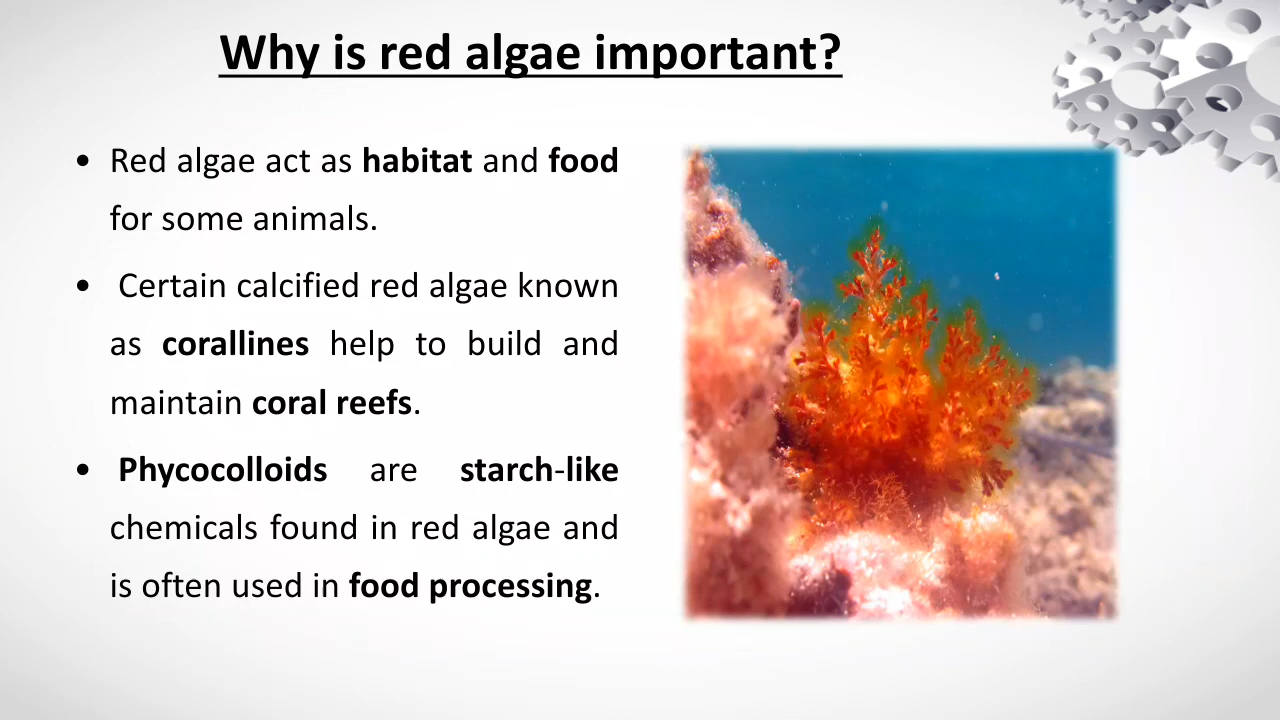 Why is red algae important?
• Red algae act as habitat and food
for some animals.
• Certain calcified red algae known
as corallines help to build and
maintain coral reefs.
• Phycocolloids are starch-like
chemicals found in red algae and
is often used in food processing.